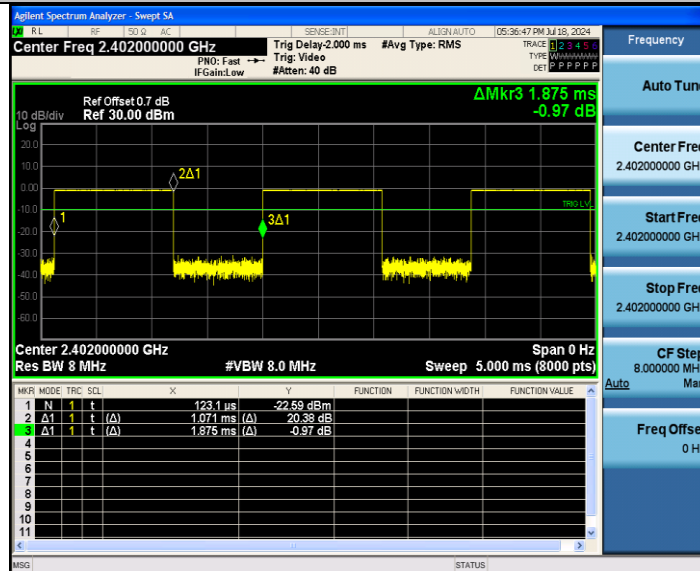 Agilent Spectrum Analyzer - Swept SA
RL RF 50 Ω AC SENSE:INT ALIGN AUTO 05:36:47 PM Jul 18, 2024
Center Freq 2.402000000 GHz
PNO: Fast
IFGain:Low
Trig Delay-2.000 ms
Trig: Video
#Atten: 40 dB
#Avg Type: RMS
TRACE 1 2 3 4 5 6
TYPE W
DET P P P P P P
ΔMkr3 1.875 ms
-0.97 dB
Ref Offset 0.7 dB
10 dB/div Ref 30.00 dBm
Log
20.0
10.0
0.00
-10.0
-20.0
-30.0
-40.0
-50.0
-60.0
1
2Δ1
3Δ1
TRIG LV
Center 2.402000000 GHz Span 0 Hz
Res BW 8 MHz #VBW 8.0 MHz Sweep 5.000 ms (8000 pts)
MKR MODE TRC SCL X Y FUNCTION FUNCTION WIDTH FUNCTION VALUE
1 N 1 t 123.1 µs -22.59 dBm
2 Δ1 1 t (Δ) 1.071 ms (Δ) 20.38 dB
3 Δ1 1 t (Δ) 1.875 ms (Δ) -0.97 dB
4
5
6
7
8
9
10
11
MSG STATUS
Frequency
Auto Tun
Center Fre
2.402000000 GH
Start Fre
2.402000000 GH
Stop Fre
2.402000000 GH
CF Step
8.000000 MH
Auto Ma
Freq Offse
0 H